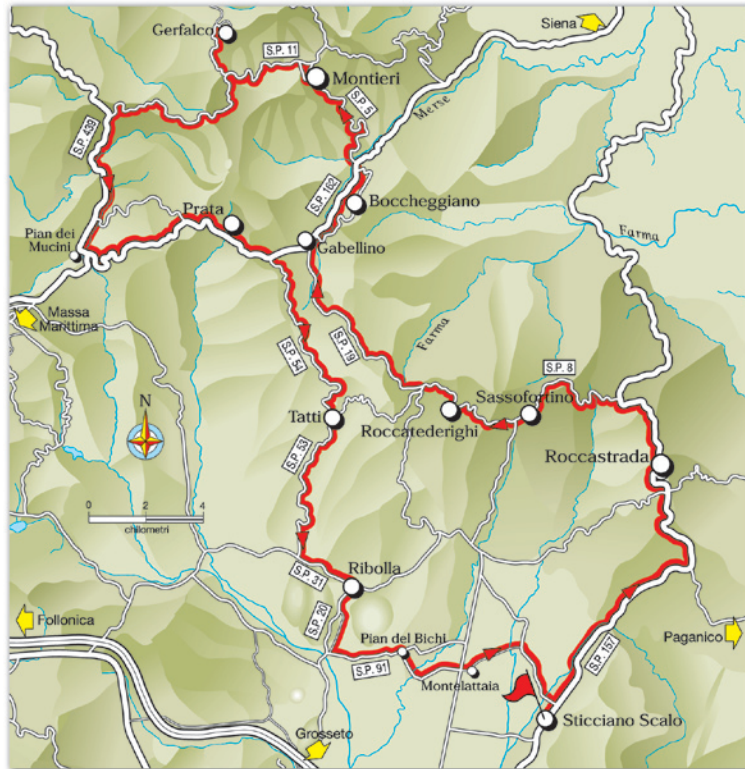 Siena
Gerfalco
S.P. 11
Montieri
S.P. 5
Merse
S.P. 439
S.P. 162
Boccheggiano
Prata
Pian dei
Mucini
Gabellino
Farma
Massa
Marittima
S.P. 54
S.P. 19
Farma
S.P. 8
N
Sassofortino
Tatti
Roccatederighi
S.P. 53
Roccastrada
0 2 4
chilometri
S.P. 31
Ribolla
S.P. 20
Follonica
Pian del Bichi
Paganico
S.P. 157
S.P. 91
Montelattaia
Sticciano Scalo
Grosseto